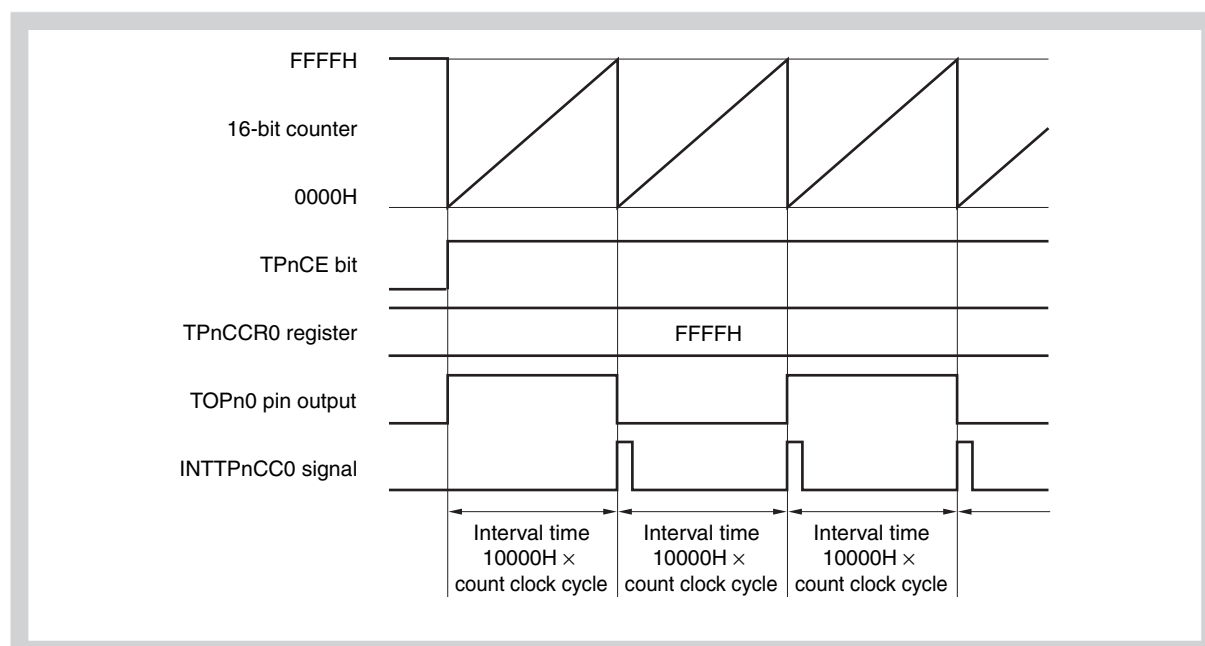 FFFFH
16-bit counter
0000H
TPnCE bit
TPnCCR0 register
FFFFH
TOPn0 pin output
INTTPnCC0 signal
Interval time
10000H ×
count clock cycle
Interval time
10000H ×
count clock cycle
Interval time
10000H ×
count clock cycle